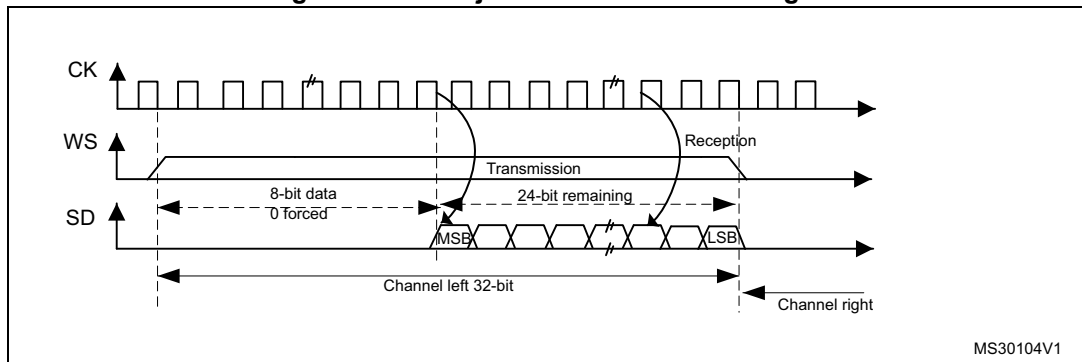 CK
Reception
WS
Transmission
8-bit data
0 forced
24-bit remaining
SD
MSB
LSB
Channel left 32-bit
Channel right
MS30104V1